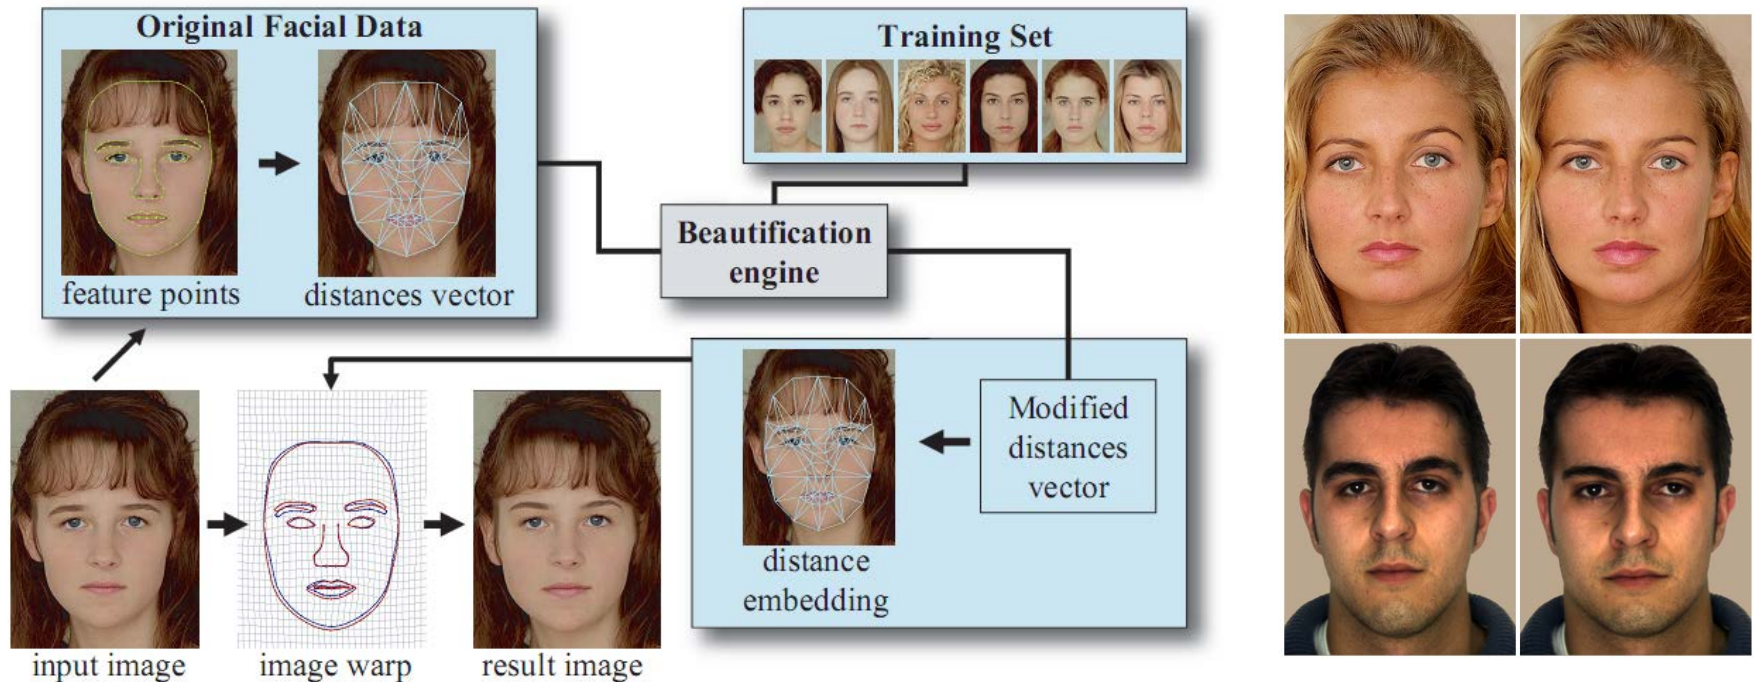 Original Facial Data
feature points
distances vector
Training Set
Beautification
engine
Modified
distances
vector
distance
embedding
input image
image warp
result image